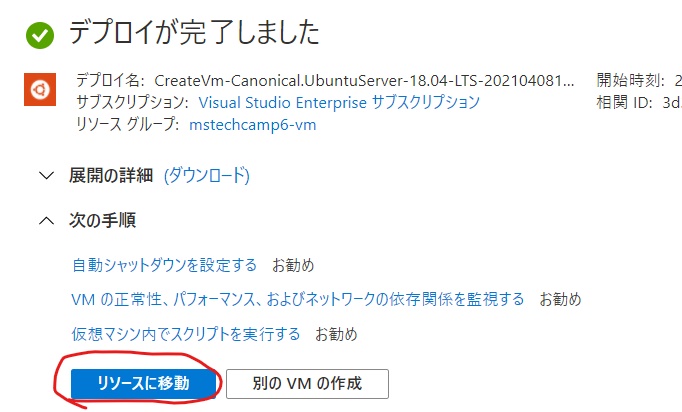 デプロイが完了しました
デプロイ名: CreateVm-Canonical.UbuntuServer-18.04-LTS-202104081... 開始時刻: 2
サブスクリプション: Visual Studio Enterprise サブスクリプション 相関 ID: 3d.
リソース グループ: mstechcamp6-vm
展開の詳細 (ダウンロード)
次の手順
自動シャットダウンを設定する お勧め
VM の正常性、パフォーマンス、およびネットワークの依存関係を監視する お勧め
仮想マシン内でスクリプトを実行する お勧め
リソースに移動 別の VM の作成